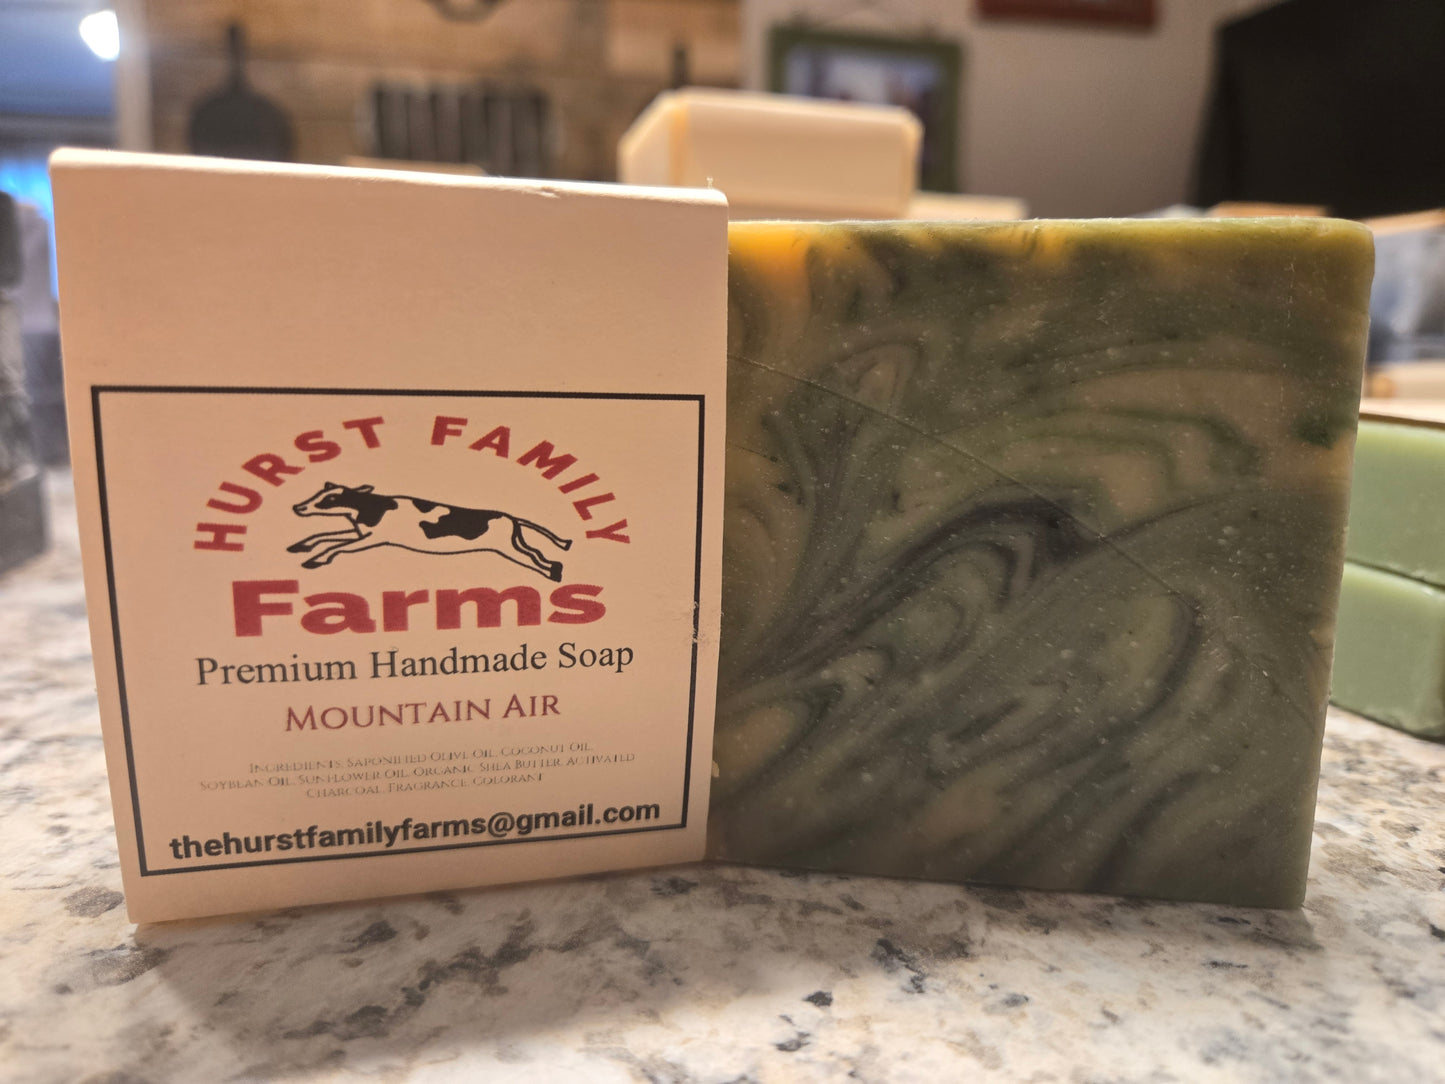 HURST FAMILY
Farms
Premium Handmade Soap
MOUNTAIN AIR
INGREDIENTS: SAPONIFIED OLIVE OIL, COCONUT OIL,
SOYBEAN OIL, SUNFLOWER OIL, ORGANIC SHEA BUTTER, ACTIVATED
CHARCOAL, FRAGRANCE, COLORANT
thehurstfamilyfarms@gmail.com